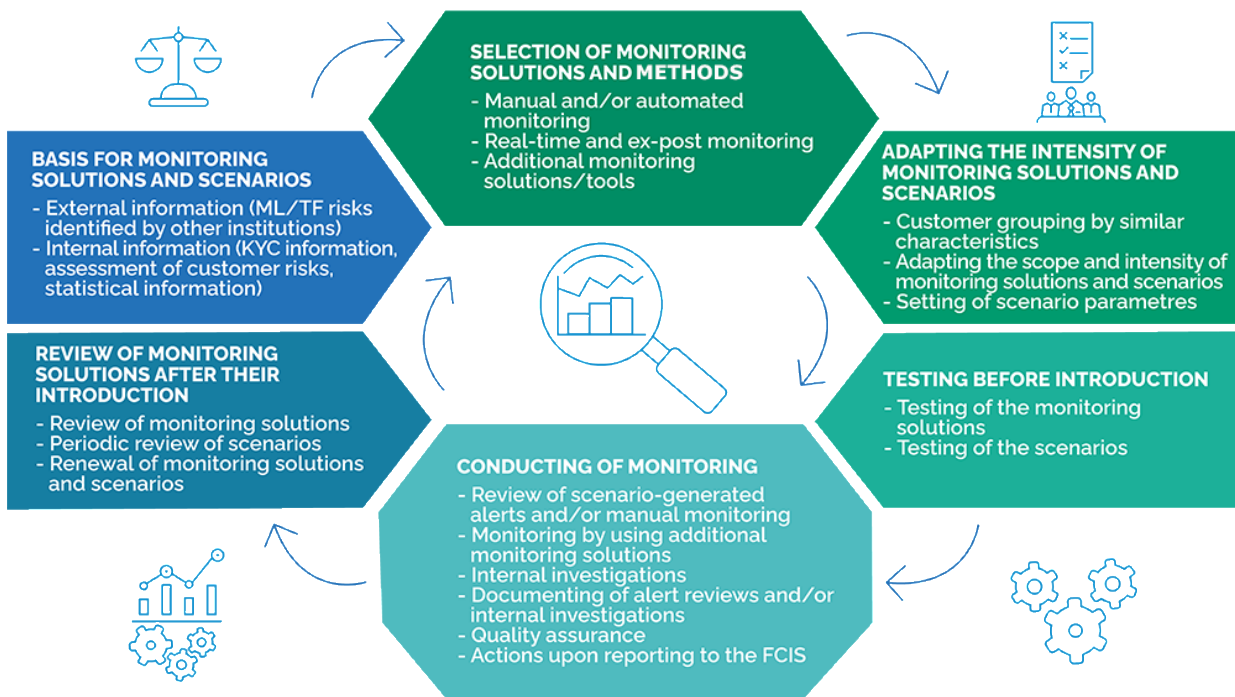 SELECTION OF MONITORING
SOLUTIONS AND METHODS
- Manual and/or automated
monitoring
- Real-time and ex-post monitoring
- Additional monitoring
solutions/tools
BASIS FOR MONITORING
SOLUTIONS AND SCENARIOS
- External information (ML/TF risks
identified by other institutions)
- Internal information (KYC information,
assessment of customer risks,
statistical information)
ADAPTING THE INTENSITY OF
MONITORING SOLUTIONS AND
SCENARIOS
- Customer grouping by similar
characteristics
- Adapting the scope and intensity of
monitoring solutions and scenarios
- Setting of scenario parametres
REVIEW OF MONITORING
SOLUTIONS AFTER THEIR
INTRODUCTION
- Review of monitoring solutions
- Periodic review of scenarios
- Renewal of monitoring solutions
and scenarios
TESTING BEFORE INTRODUCTION
- Testing of the monitoring
solutions
- Testing of the scenarios
CONDUCTING OF MONITORING
- Review of scenario-generated
alerts and/or manual monitoring
- Monitoring by using additional
monitoring solutions
- Internal investigations
- Documenting of alert reviews and/or
internal investigations
- Quality assurance
- Actions upon reporting to the FCIS